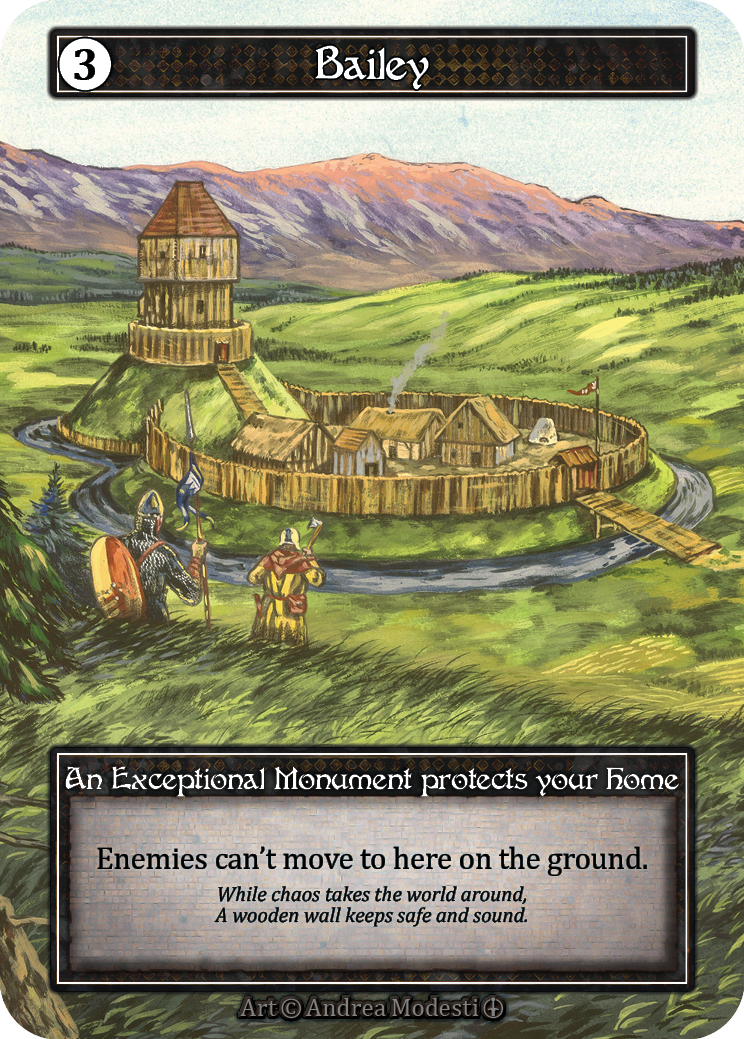 3
Bailey
An Exceptional Monument protects your Home
Enemies can’t move to here on the ground.
While chaos takes the world around,
A wooden wall keeps safe and sound.
Art © Andrea Modesti